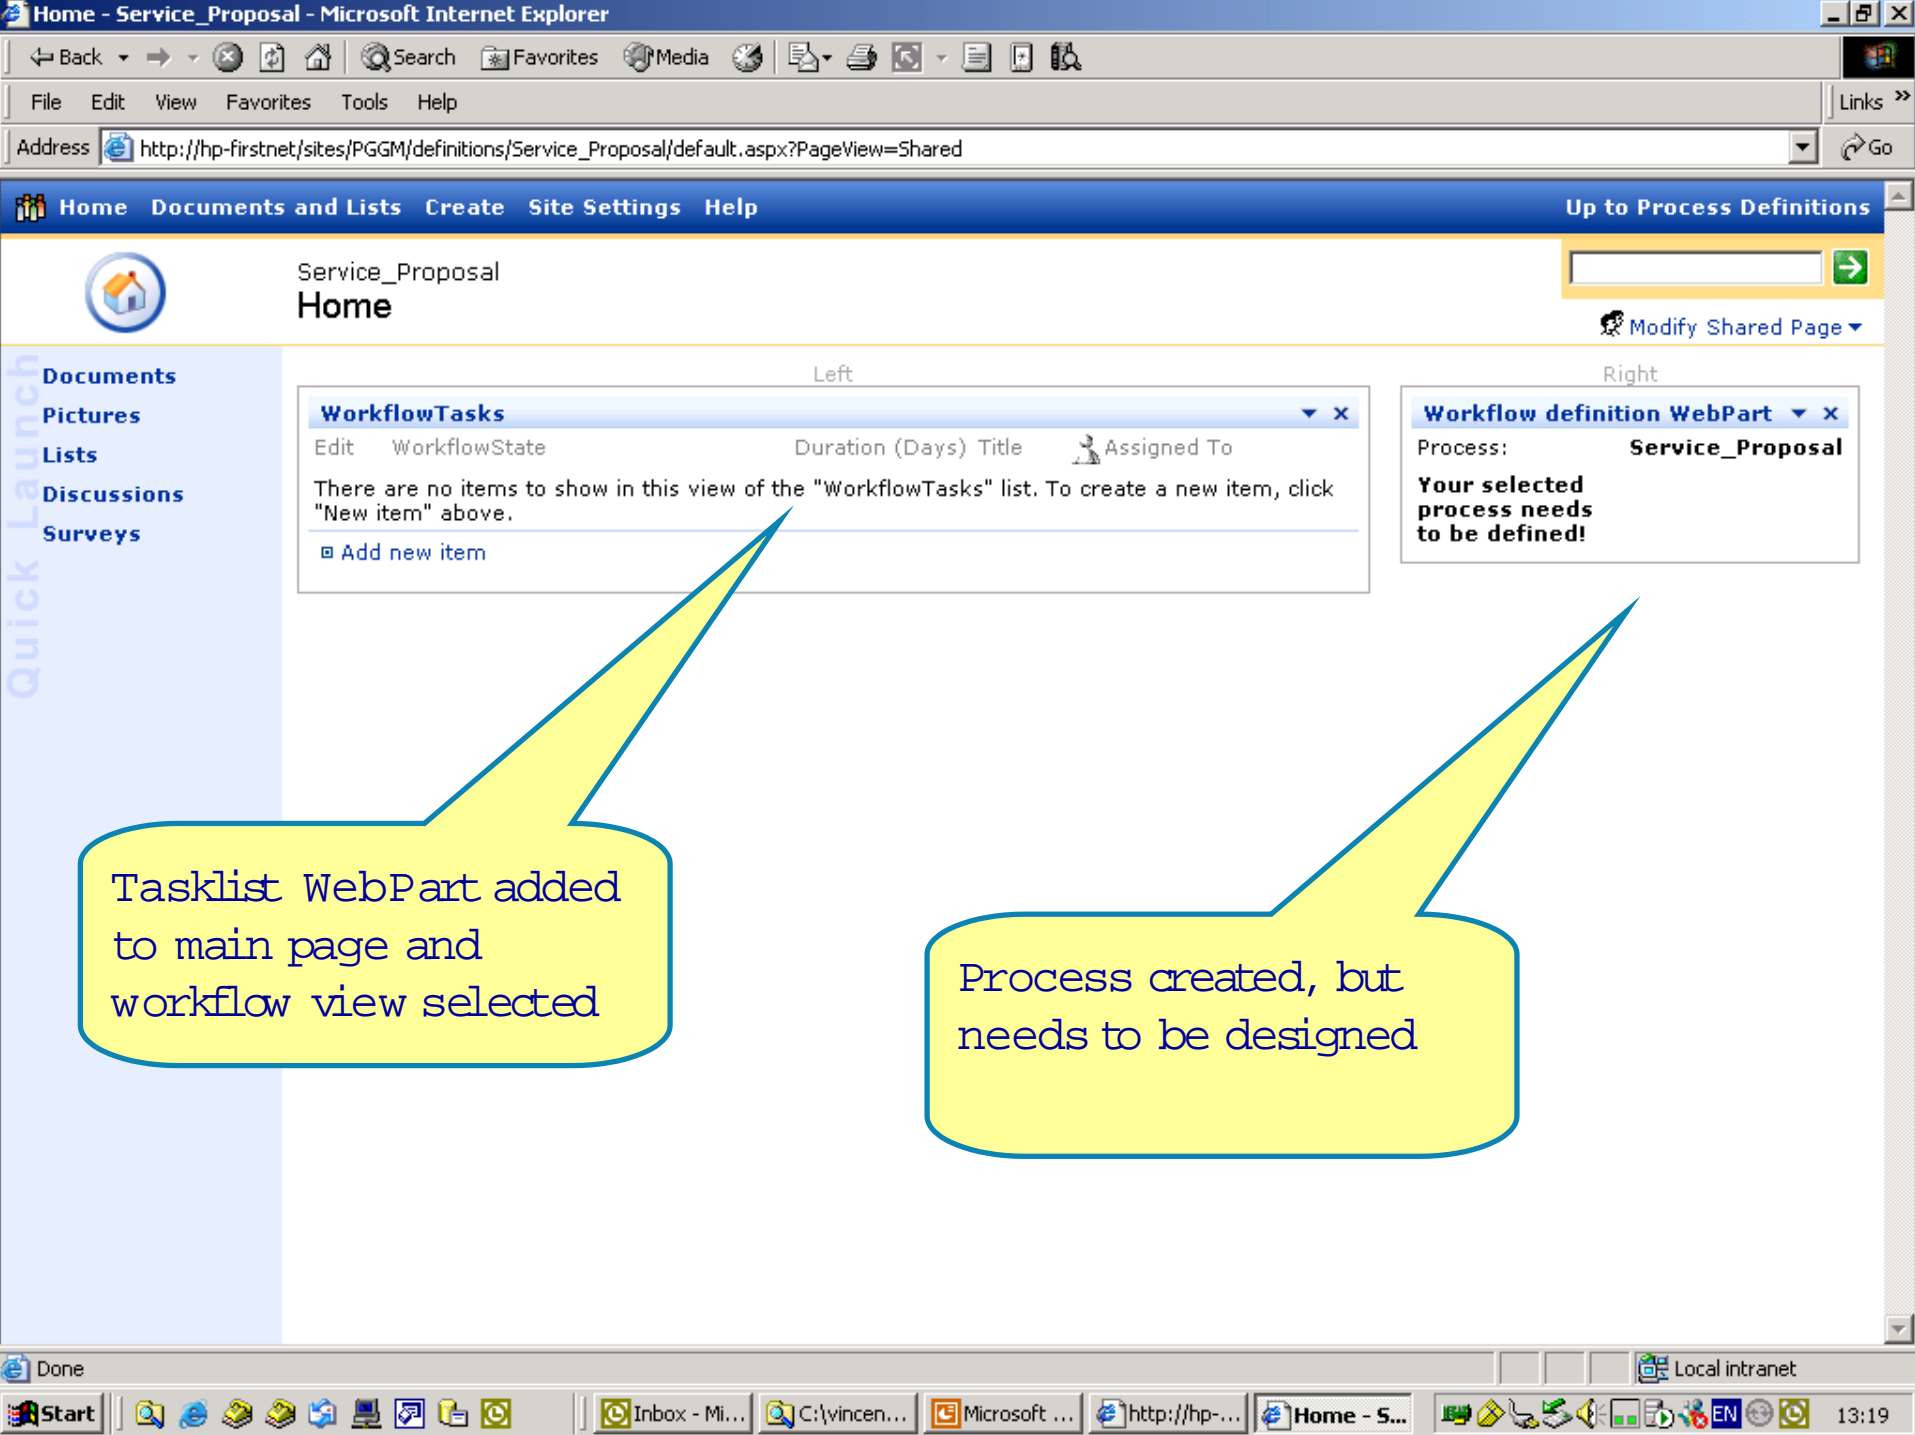 Home - Service_Proposal - Microsoft Internet Explorer
Back Search Favorites Media
File Edit View Favorites Tools Help Links »
Address http://hp-firstnet/sites/PGGM/definitions/Service_Proposal/default.aspx?PageView=Shared Go
Home Documents and Lists Create Site Settings Help Up to Process Definitions
Service_Proposal
Home
Modify Shared Page
Quick Launch
Documents
Pictures
Lists
Discussions
Surveys
Left
WorkflowTasks
Edit WorkflowState Duration (Days) Title Assigned To
There are no items to show in this view of the "WorkflowTasks" list. To create a new item, click
"New item" above.
Add new item
Right
Workflow definition WebPart
Process: Service_Proposal
Your selected
process needs
to be defined!
Tasklist WebPart added
to main page and
workflow view selected
Process created, but
needs to be designed
Done Local intranet
Start Inbox - Mi... C:\vincen... Microsoft ... http://hp-... Home - S... EN 13:19